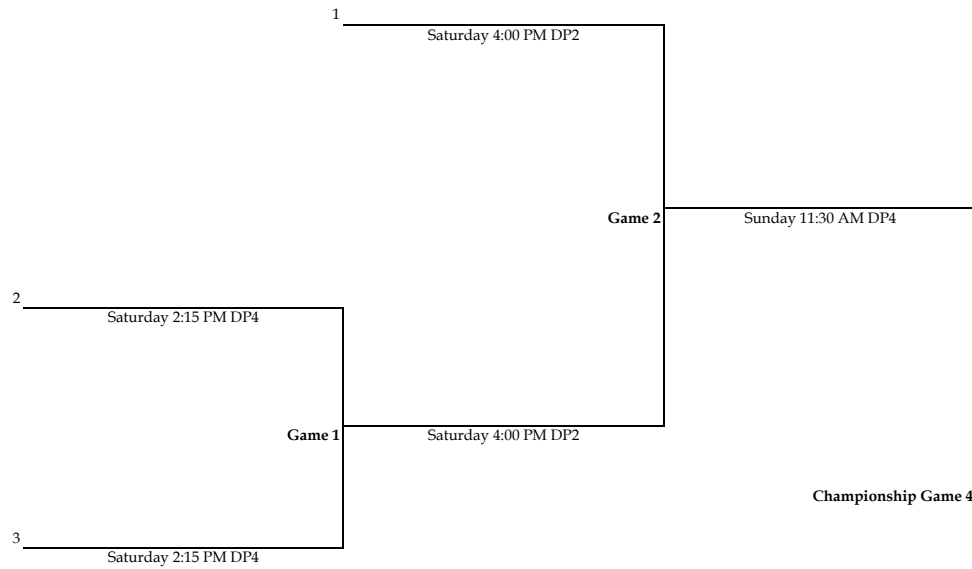 1
Saturday 4:00 PM DP2
Game 2
Sunday 11:30 AM DP4
2
Saturday 2:15 PM DP4
Game 1
Saturday 4:00 PM DP2
Championship Game 4
3
Saturday 2:15 PM DP4